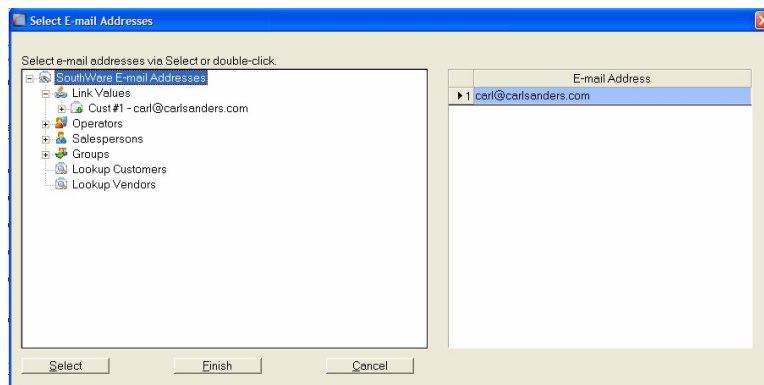 Select E-mail Addresses
Select e-mail addresses via Select or double-click.
SouthWare E-mail Addresses
Link Values
Cust #1 - carl@carlsanders.com
Operators
Salespersons
Groups
Lookup Customers
Lookup Vendors
E-mail Address
1 carl@carlsanders.com
Select Finish Cancel